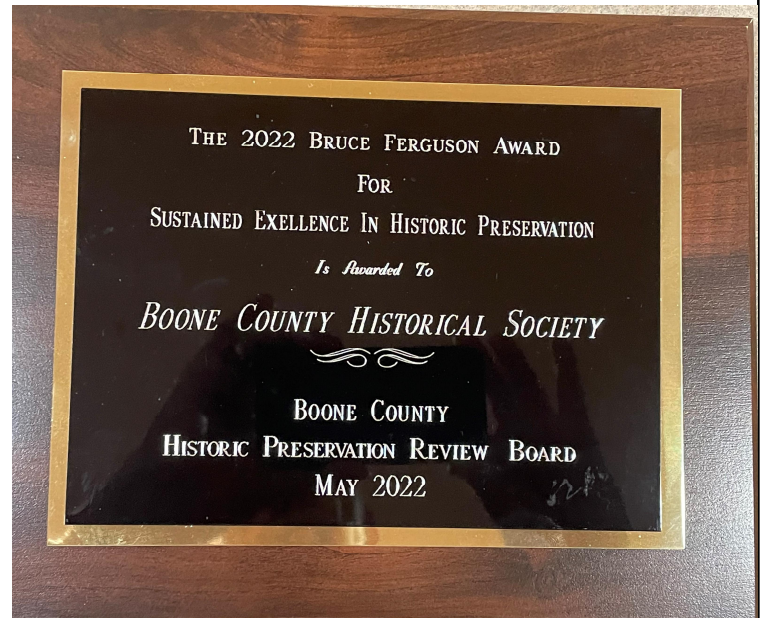 The 2022 Bruce Ferguson Award
For
Sustained Exellence In Historic Preservation
Is Awarded To
Boone County Historical Society
Boone County
Historic Preservation Review Board
May 2022